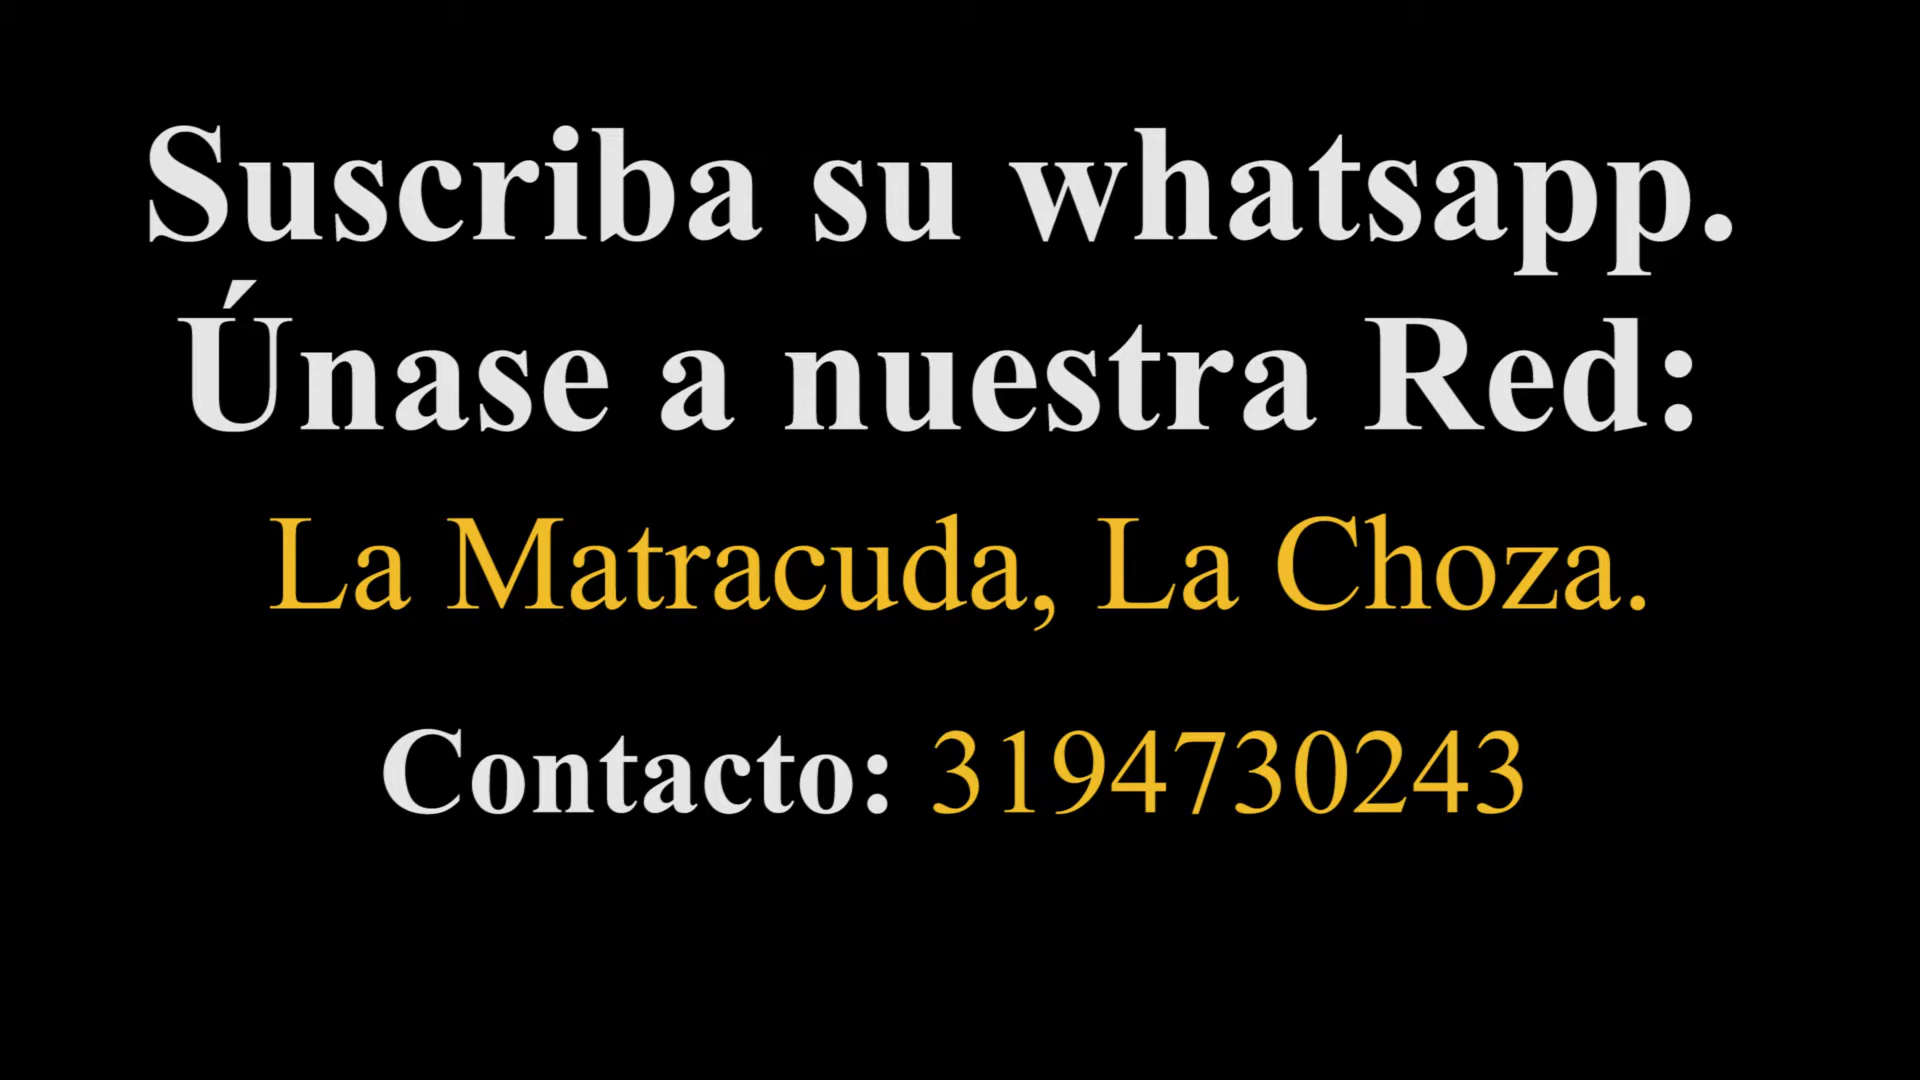 Suscriba su whatsapp.
Únase a nuestra Red:
La Matracuda, La Choza.
Contacto: 3194730243